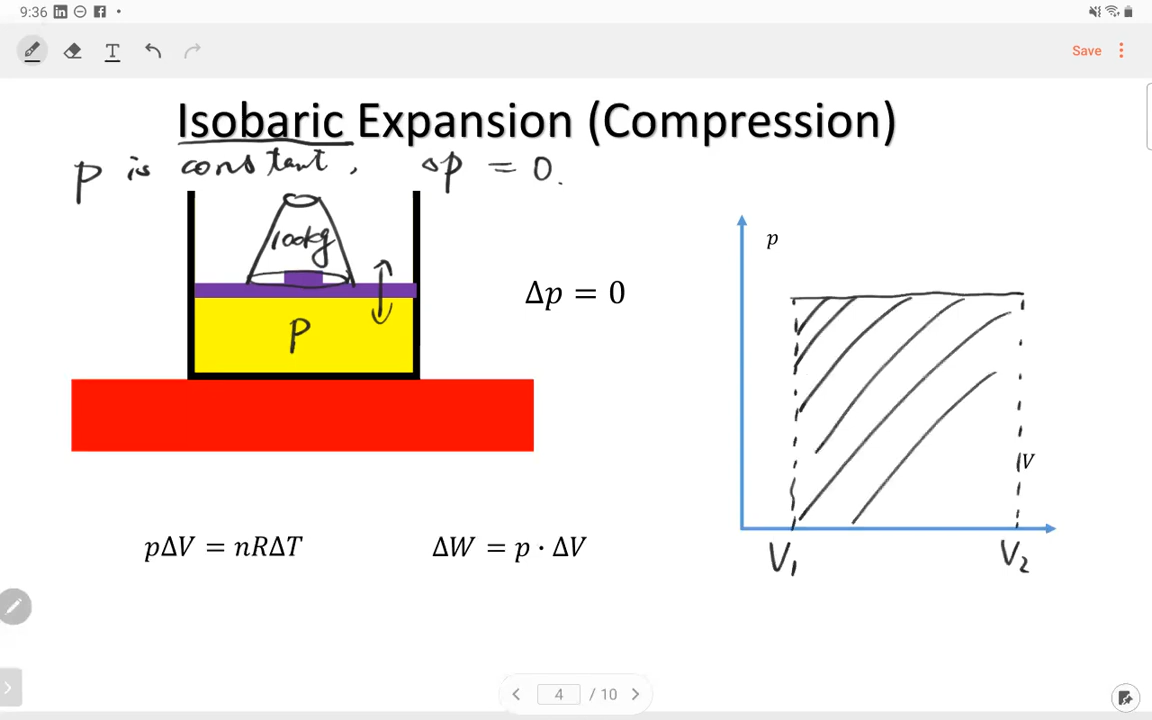 9:36
Save
Isobaric Expansion (Compression)
p is constant, △p = 0.
100kg
p
Δp = 0
P
V
V₁
V₂
pΔV = nRΔT
ΔW = p · ΔV
4 / 10